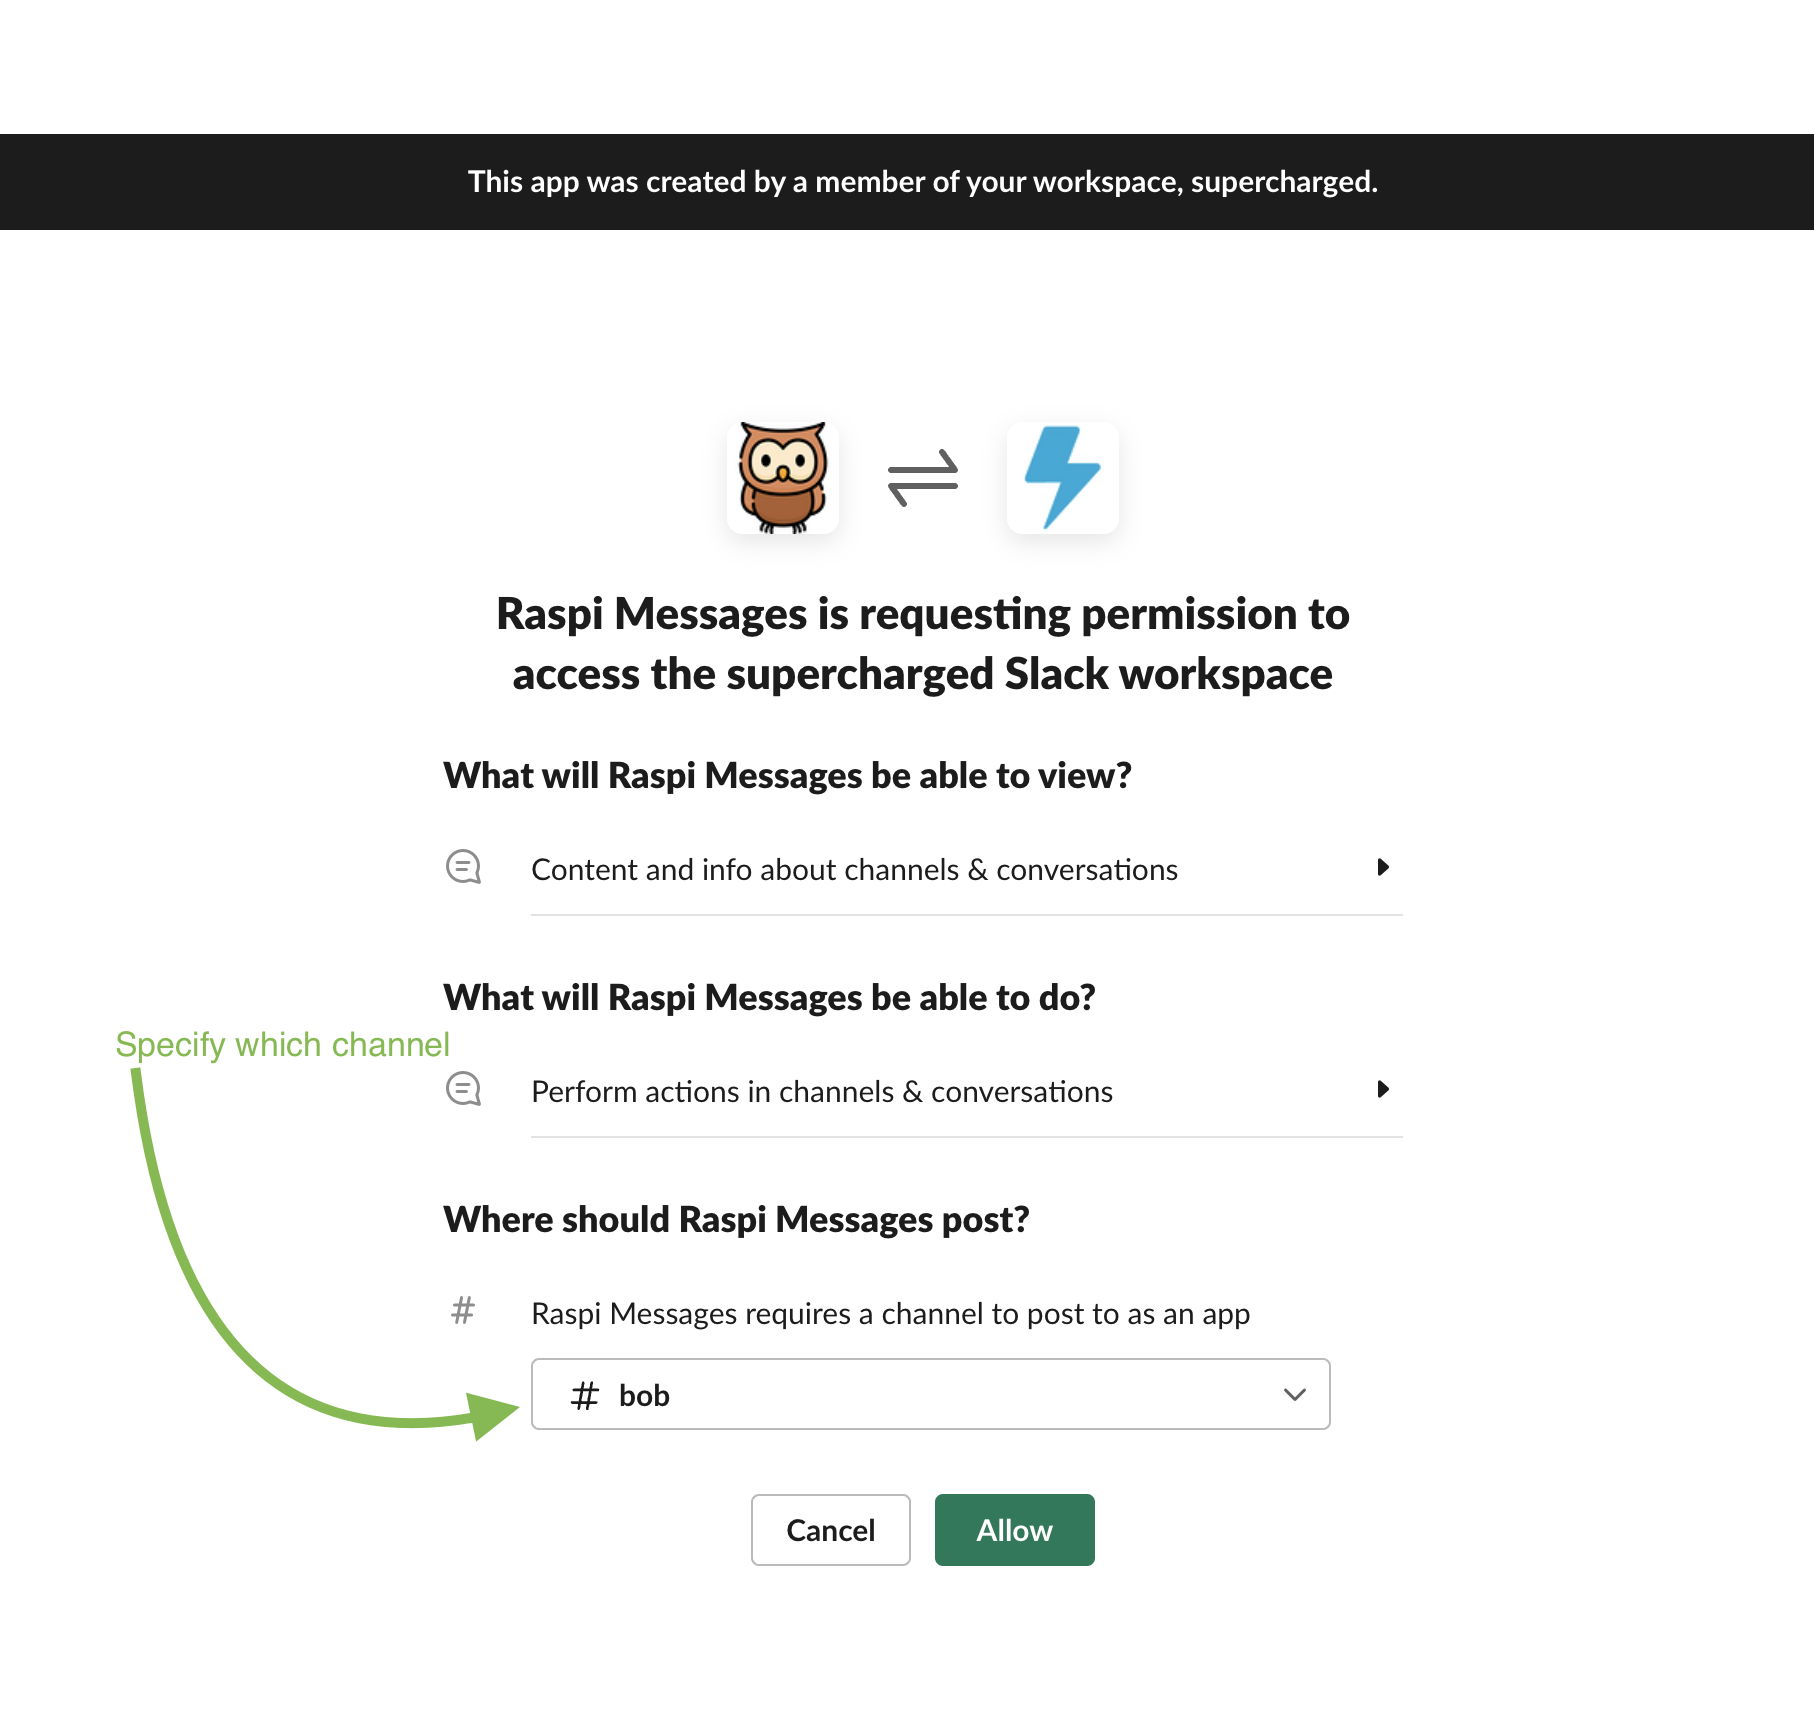 This app was created by a member of your workspace, supercharged.
Raspi Messages is requesting permission to
access the supercharged Slack workspace
What will Raspi Messages be able to view?
Content and info about channels & conversations
What will Raspi Messages be able to do?
Specify which channel
Perform actions in channels & conversations
Where should Raspi Messages post?
# Raspi Messages requires a channel to post to as an app
# bob
Cancel Allow